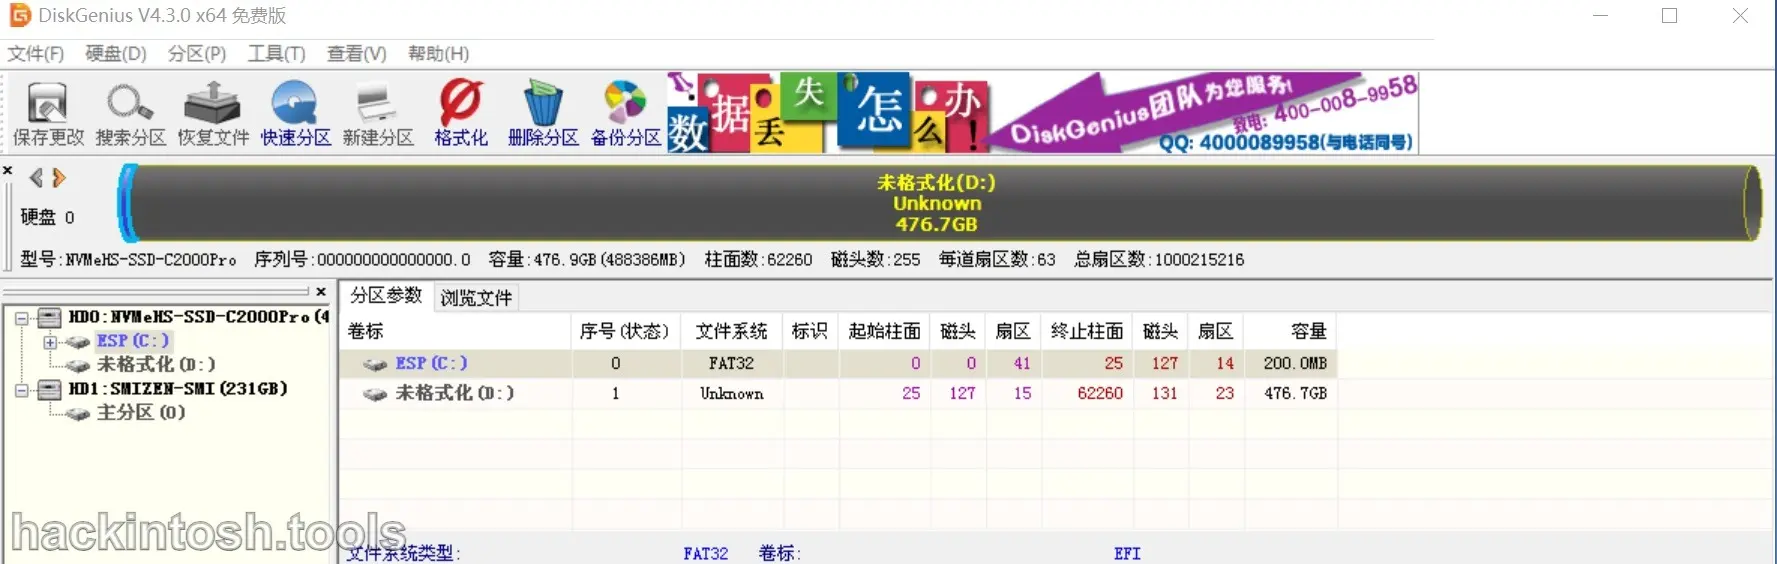 DiskGenius V4.3.0 x64 免费版
文件(F) 硬盘(D) 分区(P) 工具(T) 查看(V) 帮助(H)
保存更改 搜索分区 恢复文件 快速分区 新建分区 格式化 删除分区 备份分区
数据丢失怎么办!
DiskGenius团队为您服务!
致电: 400-008-9958
QQ: 4000089958(与电话同号)
硬盘 0
未格式化(D:)
Unknown
476.7GB
型号:NVMeHS-SSD-C2000Pro 序列号:000000000000000.0 容量:476.9GB(488386MB) 柱面数:62260 磁头数:255 每道扇区数:63 总扇区数:1000215216
HD0:NVMeHS-SSD-C2000Pro(4
ESP(C:)
未格式化(D:)
HD1:SMIZEN-SMI(231GB)
主分区(0)
分区参数 浏览文件
卷标 序号(状态) 文件系统 标识 起始柱面 磁头 扇区 终止柱面 磁头 扇区 容量
ESP(C:) 0 FAT32 0 0 41 25 127 14 200.0MB
未格式化(D:) 1 Unknown 25 127 15 62260 131 23 476.7GB
文件系统类型: FAT32 卷标: EFI
hackintosh.tools